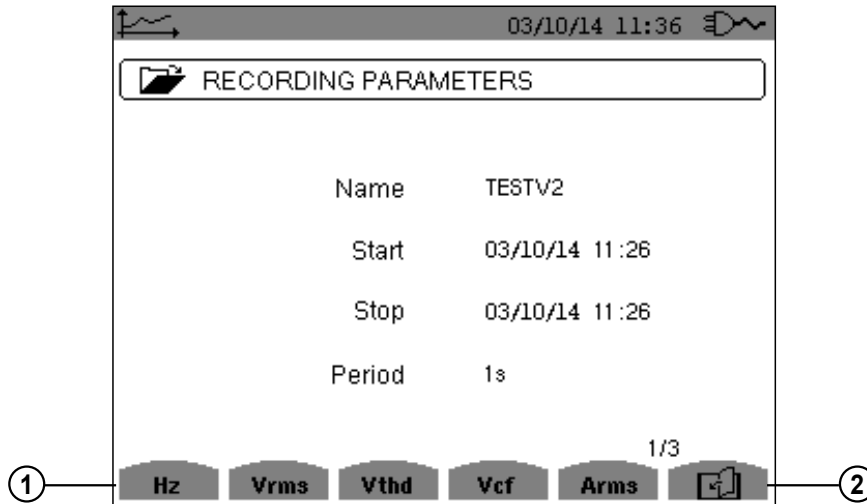 03/10/14 11:36
RECORDING PARAMETERS
Name TESTV2
Start 03/10/14 11:26
Stop 03/10/14 11:26
Period 1s
1/3
1 Hz Vrms Vthd Vcf Arms 2